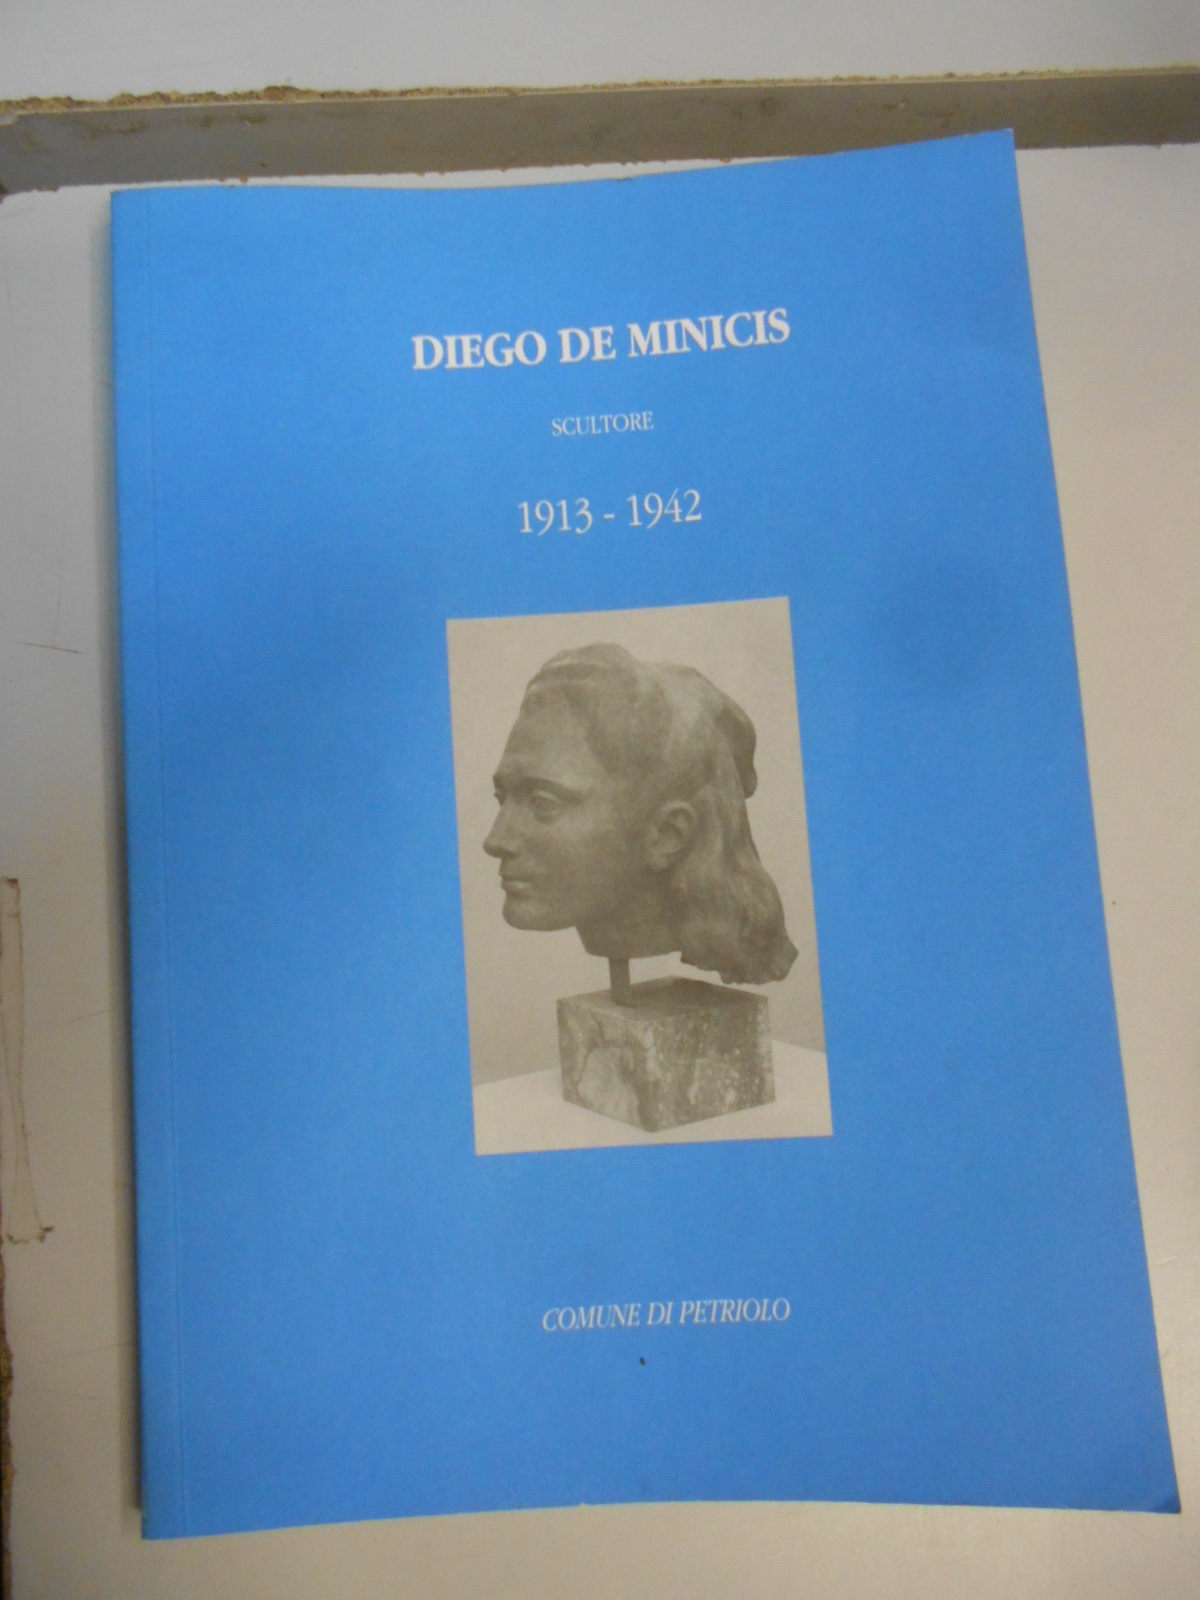 DIEGO DE MINICIS
SCULTORE
1913 - 1942
COMUNE DI PETRIOLO